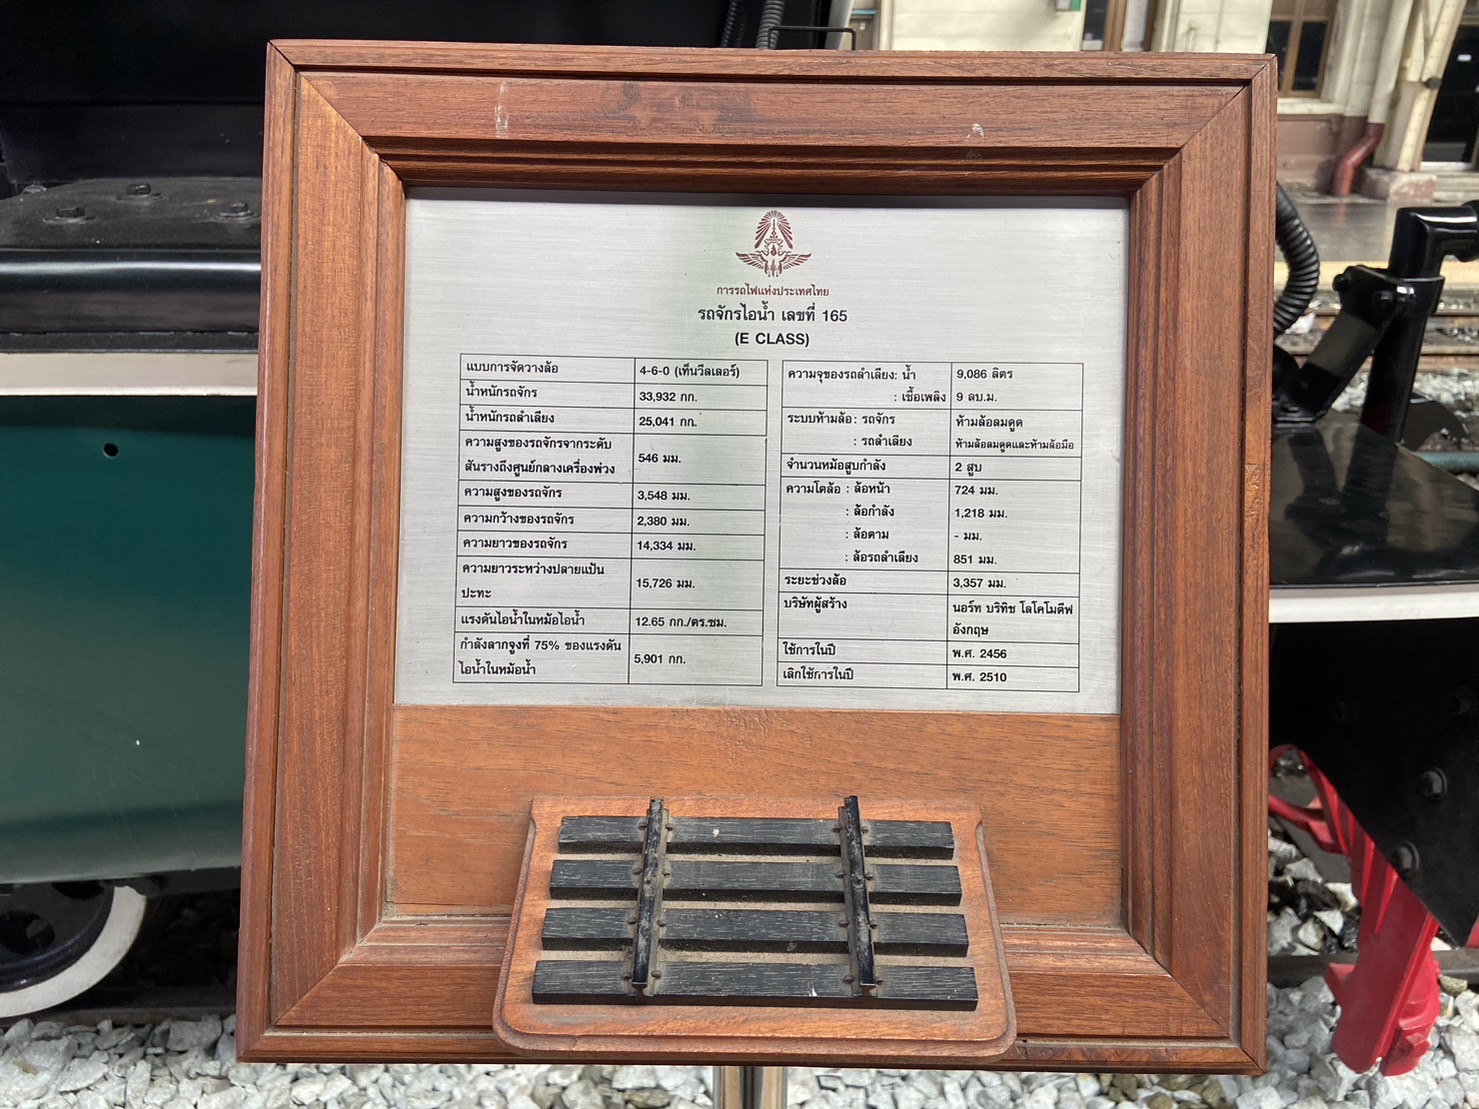 การรถไฟแห่งประเทศไทย
รถจักรไอน้ำ เลขที่ 165
(E CLASS)
แบบการจัดวางล้อ 4-6-0 (เท็นวีลเลอร์)
น้ำหนักรถจักร 33,932 กก.
น้ำหนักรถลำเลียง 25,041 กก.
ความสูงของรถจักรจากระดับ
สันรางถึงศูนย์กลางเครื่องพ่วง 546 มม.
ความสูงของรถจักร 3,548 มม.
ความกว้างของรถจักร 2,380 มม.
ความยาวของรถจักร 14,334 มม.
ความยาวระหว่างปลายแป้น
ปะทะ 15,726 มม.
แรงดันไอน้ำในหม้อไอน้ำ 12.65 กก./ตร.ซม.
กำลังลากจูงที่ 75% ของแรงดัน
ไอน้ำในหม้อน้ำ 5,901 กก.
ความจุของรถลำเลียง: น้ำ 9,086 ลิตร
: เชื้อเพลิง 9 ลบ.ม.
ระบบห้ามล้อ: รถจักร ห้ามล้อลมดูด
: รถลำเลียง ห้ามล้อลมดูดและห้ามล้อมือ
จำนวนหม้อสูบกำลัง 2 สูบ
ความโตล้อ : ล้อหน้า 724 มม.
: ล้อกำลัง 1,218 มม.
: ล้อตาม - มม.
: ล้อรถลำเลียง 851 มม.
ระยะช่วงล้อ 3,357 มม.
บริษัทผู้สร้าง นอร์ท บริทิช โลโคโมตีฟ
อังกฤษ
ใช้การในปี พ.ศ. 2456
เลิกใช้การในปี พ.ศ. 2510